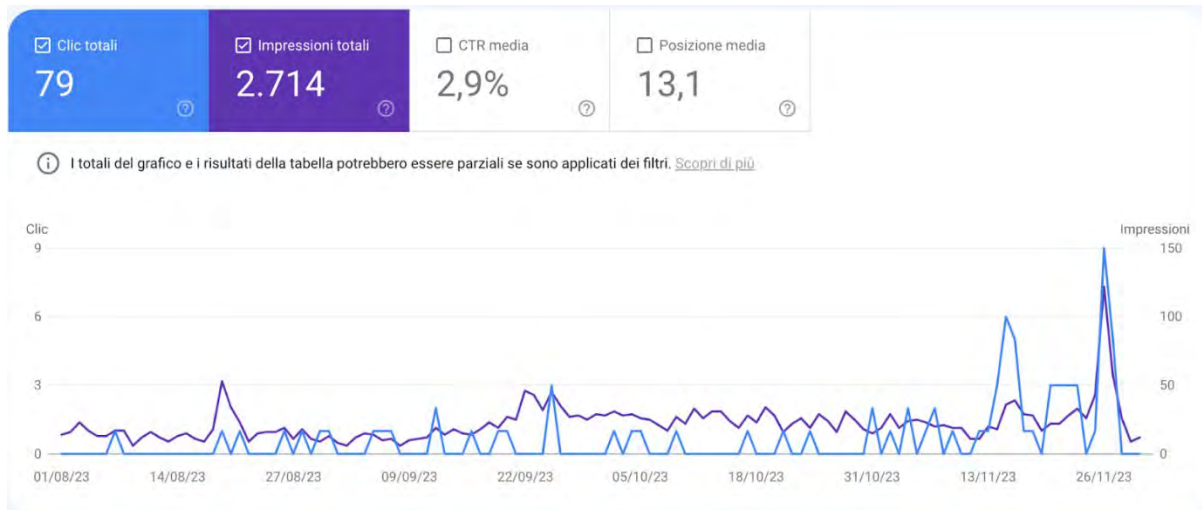 Clic totali
79
Impressioni totali
2.714
CTR media
2,9%
Posizione media
13,1
I totali del grafico e i risultati della tabella potrebbero essere parziali se sono applicati dei filtri. Scopri di più
Clic
Impressioni
9
150
6
100
3
50
0
0
01/08/23 14/08/23 27/08/23 09/09/23 22/09/23 05/10/23 18/10/23 31/10/23 13/11/23 26/11/23